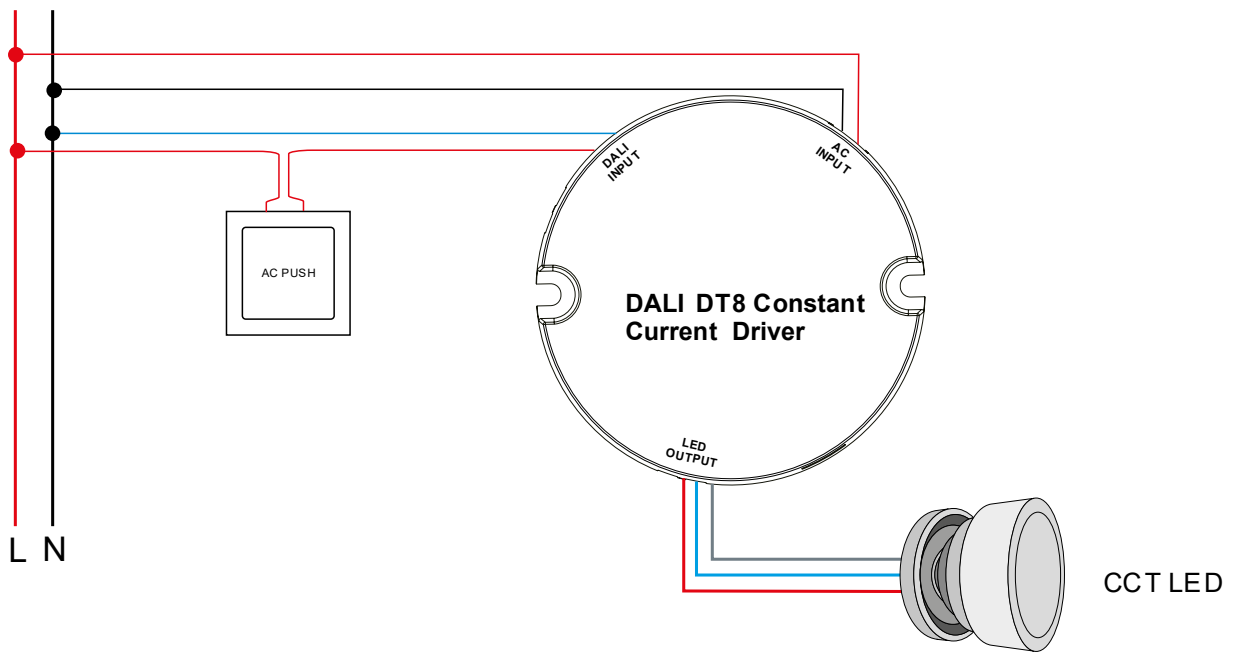 DALI
INPUT
AC
INPUT
AC PUSH
DALI DT8 Constant
Current Driver
LED
OUTPUT
L N
CCT LED